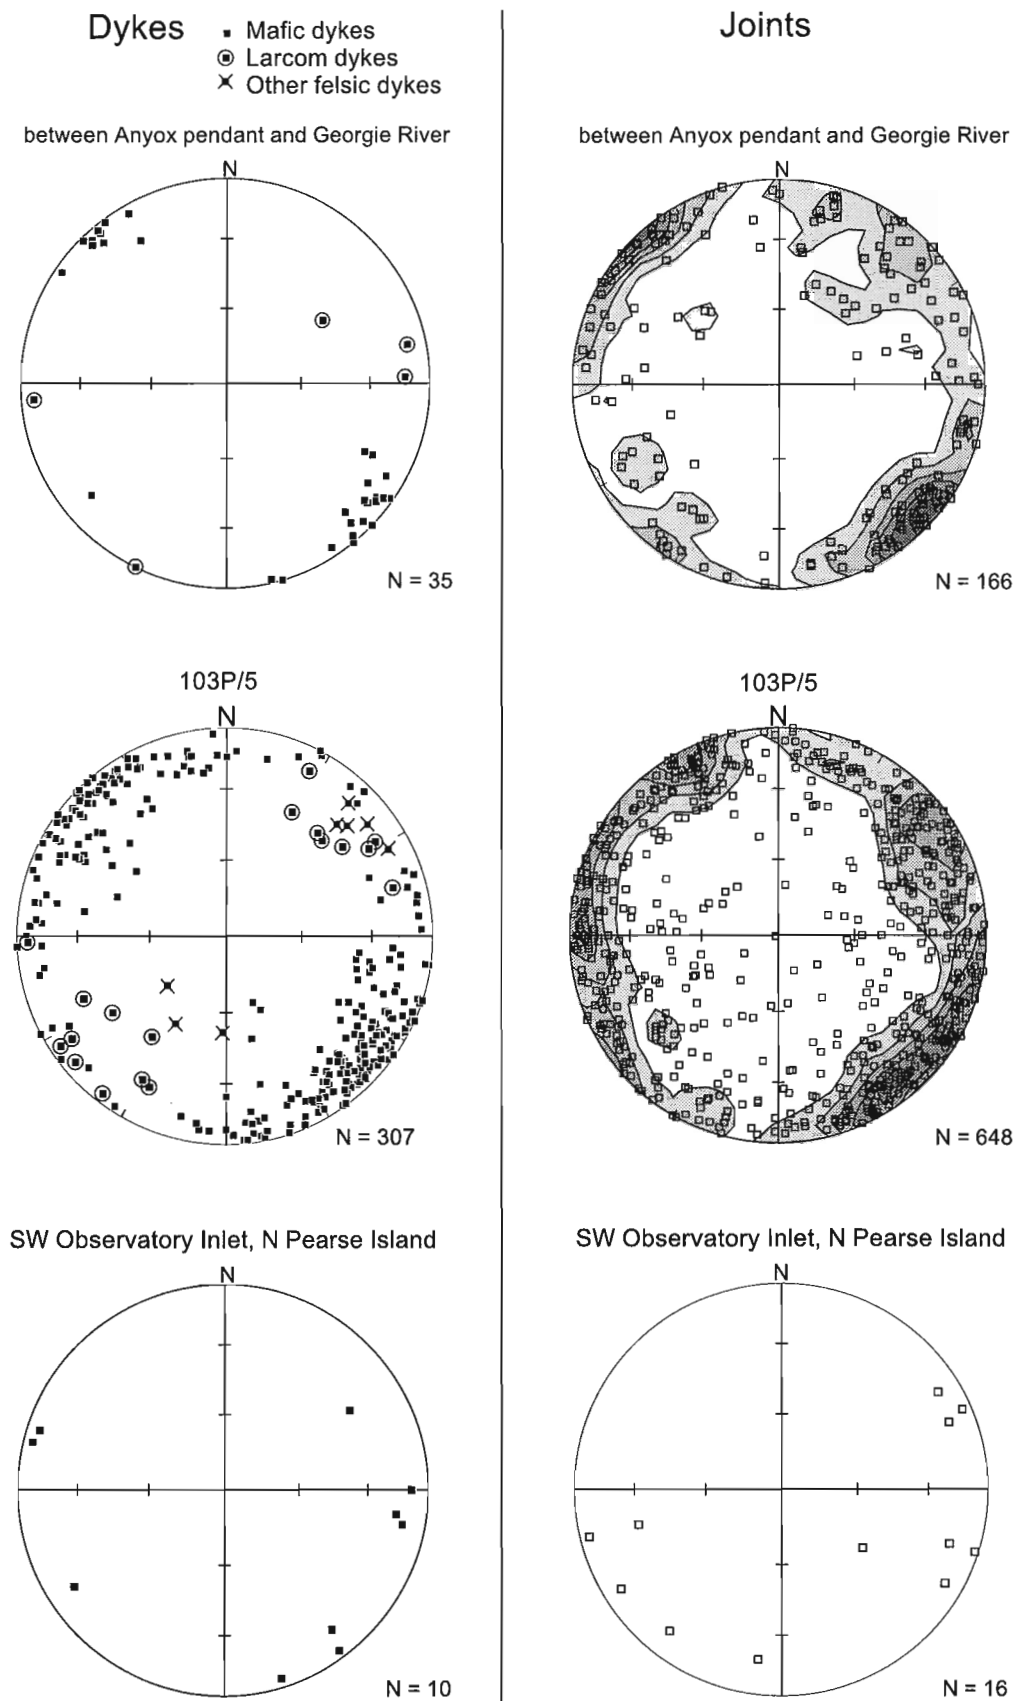 Dykes
Mafic dykes
Larcom dykes
Other felsic dykes
Joints
between Anyox pendant and Georgie River
N
N = 35
between Anyox pendant and Georgie River
N
N = 166
103P/5
N
N = 307
103P/5
N
N = 648
SW Observatory Inlet, N Pearse Island
N
N = 10
SW Observatory Inlet, N Pearse Island
N
N = 16